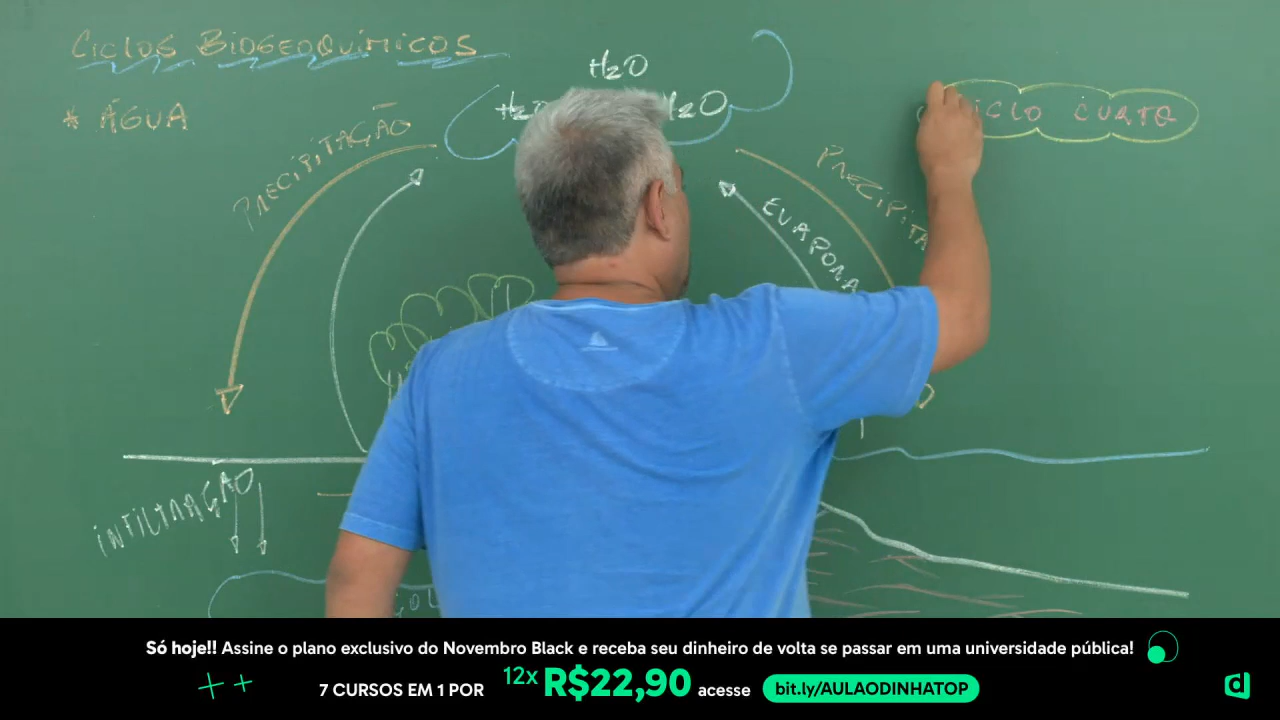 CICLOS BIOGEOQUÍMICOS
H₂O
H₂O
H₂O
* ÁGUA
CICLO CURTO
PRECIPITAÇÃO
EVAPORA
INFILTRAÇÃO
Só hoje!! Assine o plano exclusivo do Novembro Black e receba seu dinheiro de volta se passar em uma universidade pública!
7 CURSOS EM 1 POR 12x R$22,90 acesse bit.ly/AULAODINHATOP
d